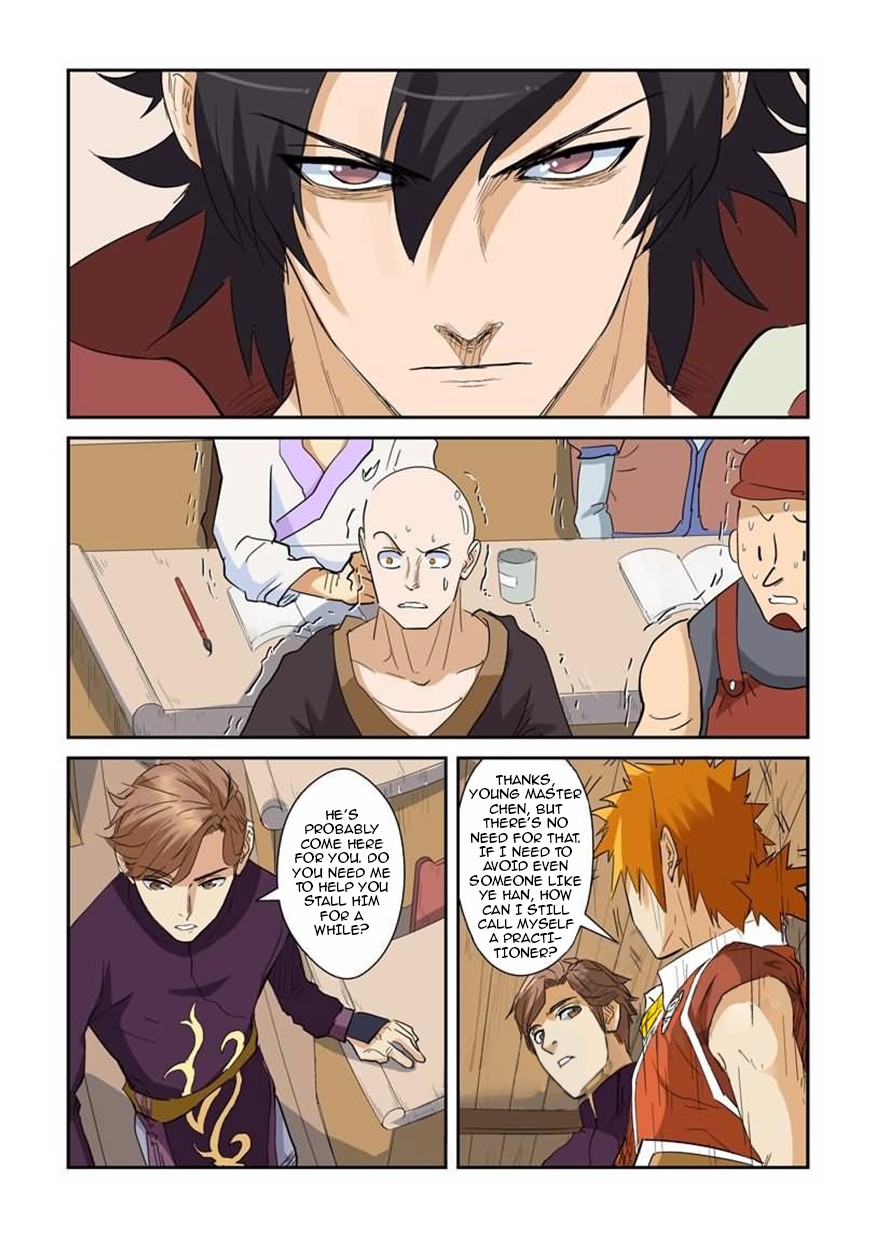 HE'S
PROBABLY
COME HERE
FOR YOU. DO
YOU NEED ME
TO HELP YOU
STALL HIM
FOR A
WHILE?
THANKS,
YOUNG MASTER
CHEN, BUT
THERE'S NO
NEED FOR THAT.
IF I NEED TO
AVOID EVEN
SOMEONE LIKE
YE HAN, HOW
CAN I STILL
CALL MYSELF
A PRACTI-
TIONER?